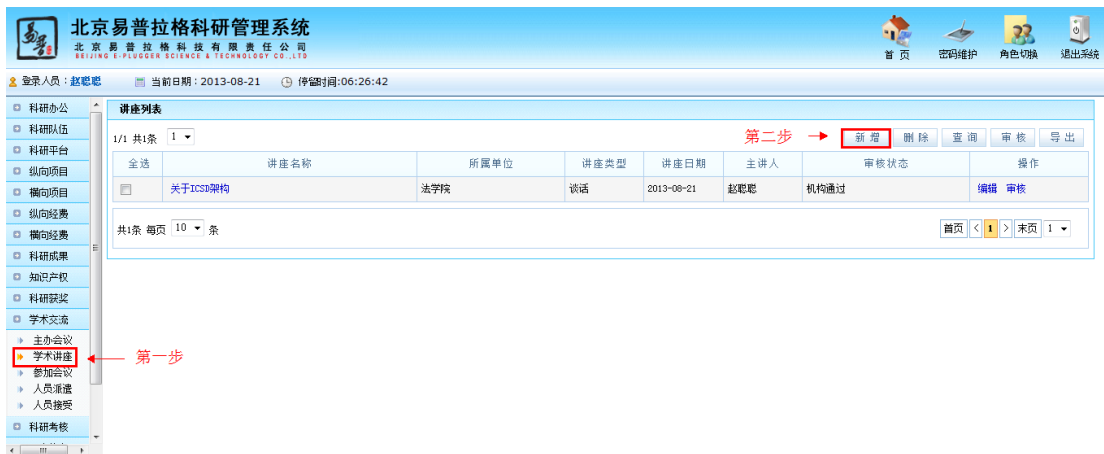 北京易普拉格科研管理系统
北京易普拉格科技有限责任公司
BEIJING E-PLUGGER SCIENCE & TECHNOLOGY CO.,LTD
首 页 密码维护 角色切换 退出系统
登录人员：赵聪聪 当前日期：2013-08-21 停留时间:06:26:42
科研办公
科研队伍
科研平台
纵向项目
横向项目
纵向经费
横向经费
科研成果
知识产权
科研获奖
学术交流
主办会议
学术讲座
参加会议
人员派遣
人员接受
科研考核
第一步
讲座列表
1/1 共1条 1 第二步 新 增 删 除 查 询 审 核 导 出
全选 讲座名称 所属单位 讲座类型 讲座日期 主讲人 审核状态 操作
关于ICSD架构 法学院 谈话 2013-08-21 赵聪聪 机构通过 编辑 审核
共1条 每页 10 条 首页 < 1 > 末页 1